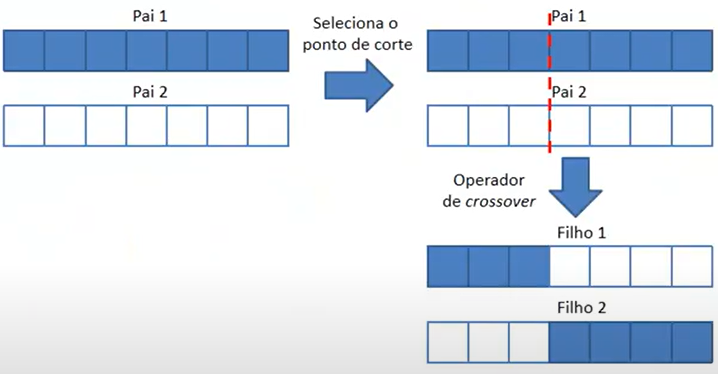 Pai 1
Pai 2
Seleciona o
ponto de corte
Pai 1
Pai 2
Operador
de crossover
Filho 1
Filho 2